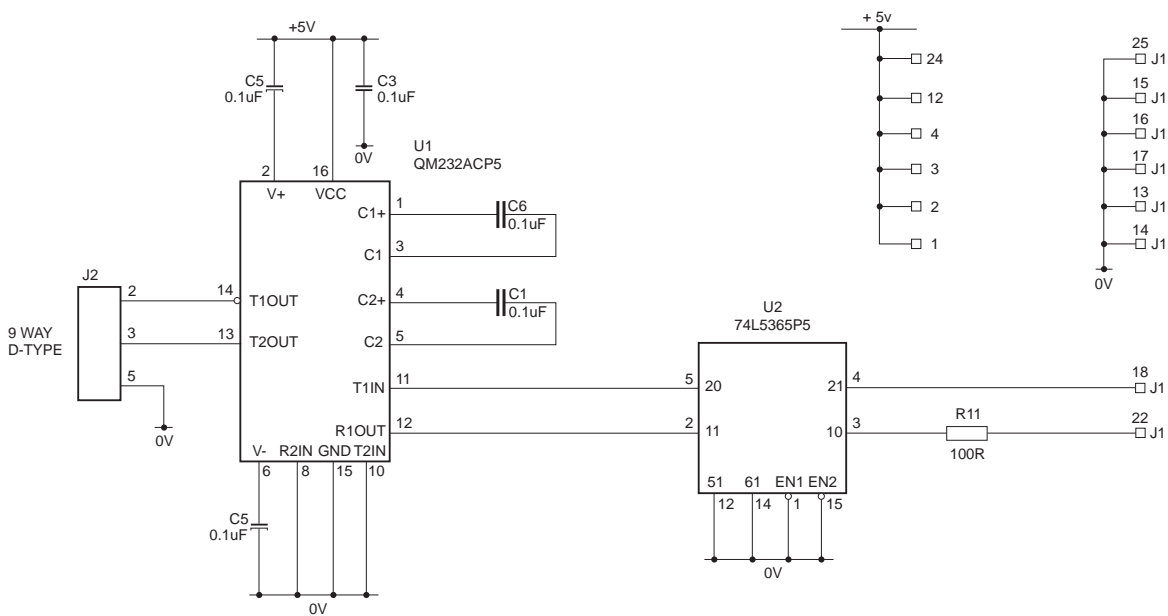 +5V
+ 5v
C5
0.1uF
C3
0.1uF
0V
U1
QM232ACP5
2
16
V+
VCC
C1+
1
C6
0.1uF
C1
3
C2+
4
C1
0.1uF
C2
5
J2
9 WAY
D-TYPE
2
14
T1OUT
3
13
T2OUT
5
0V
T1IN
11
R1OUT
12
V-
R2IN
GND
T2IN
6
8
15
10
C5
0.1uF
0V
24
12
4
3
2
1
25
J1
15
J1
16
J1
17
J1
13
J1
14
J1
0V
U2
74L5365P5
5
20
21
4
18
J1
2
11
10
3
R11
100R
22
J1
51
61
EN1
EN2
12
14
1
15
0V